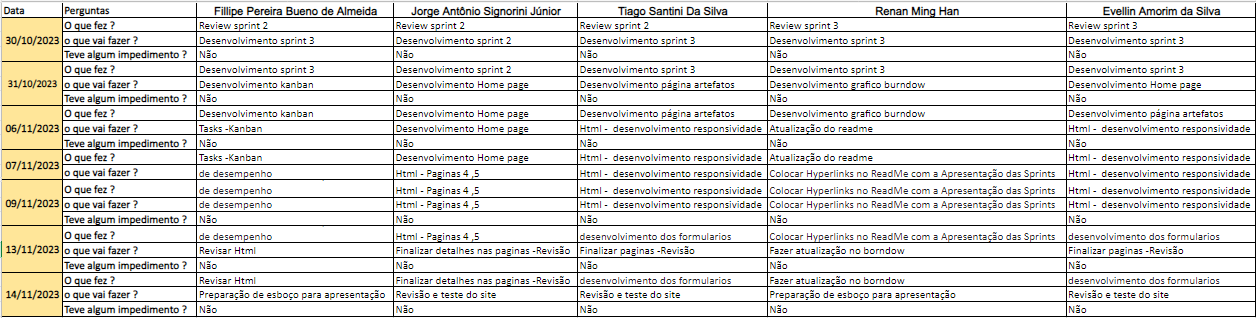 Data Perguntas Fillipe Pereira Bueno de Almeida Jorge Antônio Signorini Júnior Tiago Santini Da Silva Renan Ming Han Evellin Amorim da Silva
O que fez ? Review sprint 2 Review sprint 2 Review sprint 2 Review sprint 3 Review sprint 3
30/10/2023 o que vai fazer ? Desenvolvimento sprint 3 Desenvolvimento sprint 2 Desenvolvimento sprint 3 Desenvolvimento sprint 3 Desenvolvimento sprint 3
Teve algum impedimento ? Não Não Não Não Não
O que fez ? Desenvolvimento sprint 3 Desenvolvimento sprint 2 Desenvolvimento sprint 3 Desenvolvimento sprint 3 Desenvolvimento sprint 3
31/10/2023 o que vai fazer ? Desenvolvimento kanban Desenvolvimento Home page Desenvolvimento página artefatos Desenvolvimento grafico burndow Desenvolvimento Home page
Teve algum impedimento ? Não Não Não Não Não
O que fez ? Desenvolvimento kanban Desenvolvimento Home page Desenvolvimento página artefatos Desenvolvimento grafico burndow Desenvolvimento página artefatos
06/11/2023 o que vai fazer ? Tasks -Kanban Desenvolvimento Home page Html - desenvolvimento responsividade Atualização do readme Html - desenvolvimento responsividade
Teve algum impedimento ? Não Não Não Não Não
O que fez ? Tasks -Kanban Desenvolvimento Home page Html - desenvolvimento responsividade Atualização do readme Html - desenvolvimento responsividade
07/11/2023 o que vai fazer ? de desempenho Html - Paginas 4 ,5 Html - desenvolvimento responsividade Colocar Hyperlinks no ReadMe com a Apresentação das Sprints Html - desenvolvimento responsividade
O que fez ? de desempenho Html - Paginas 4 ,5 Html - desenvolvimento responsividade Colocar Hyperlinks no ReadMe com a Apresentação das Sprints Html - desenvolvimento responsividade
09/11/2023 o que vai fazer ? de desempenho Html - Paginas 4 ,5 Html - desenvolvimento responsividade Colocar Hyperlinks no ReadMe com a Apresentação das Sprints Html - desenvolvimento responsividade
Teve algum impedimento ? Não Não Não Não Não
O que fez ? de desempenho Html - Paginas 4 ,5 desenvolvimento dos formularios Colocar Hyperlinks no ReadMe com a Apresentação das Sprints desenvolvimento dos formularios
13/11/2023 o que vai fazer ? Revisar Html Finalizar detalhes nas paginas -Revisão Finalizar paginas -Revisão Fazer atualização no borndow Finalizar paginas -Revisão
Teve algum impedimento ? Não Não Não Não Não
O que fez ? Revisar Html Finalizar detalhes nas paginas -Revisão desenvolvimento dos formularios Fazer atualização no borndow desenvolvimento dos formularios
14/11/2023 o que vai fazer ? Preparação de esboço para apresentação Revisão e teste do site Revisão e teste do site Preparação de esboço para apresentação Revisão e teste do site
Teve algum impedimento ? Não Não Não Não Não